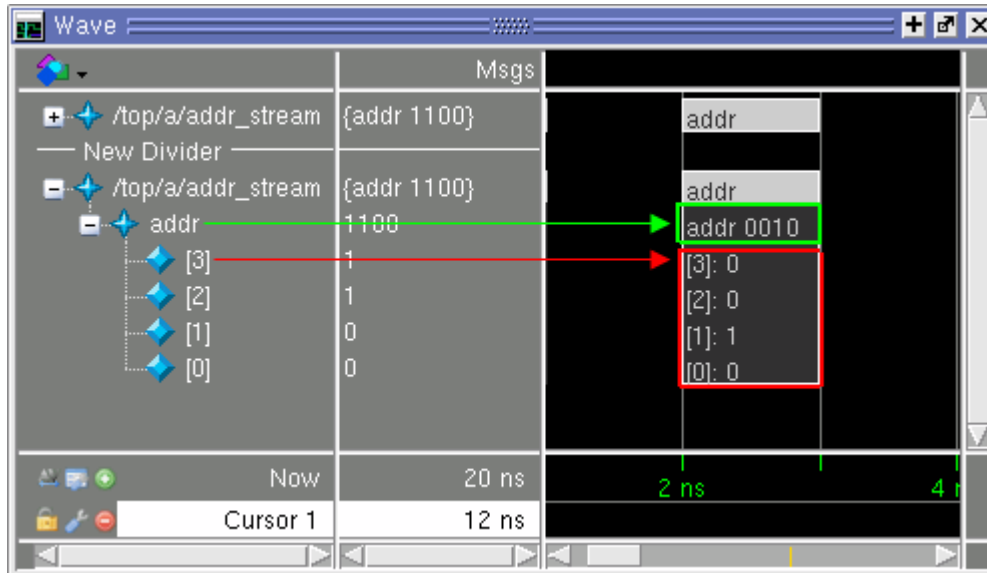 Wave
Msgs
/top/a/addr_stream {addr 1100} addr
New Divider
/top/a/addr_stream {addr 1100} addr
addr 1100 addr 0010
[3] 1 [3]: 0
[2] 1 [2]: 0
[1] 0 [1]: 1
[0] 0 [0]: 0
Now 20 ns 2 ns 4
Cursor 1 12 ns